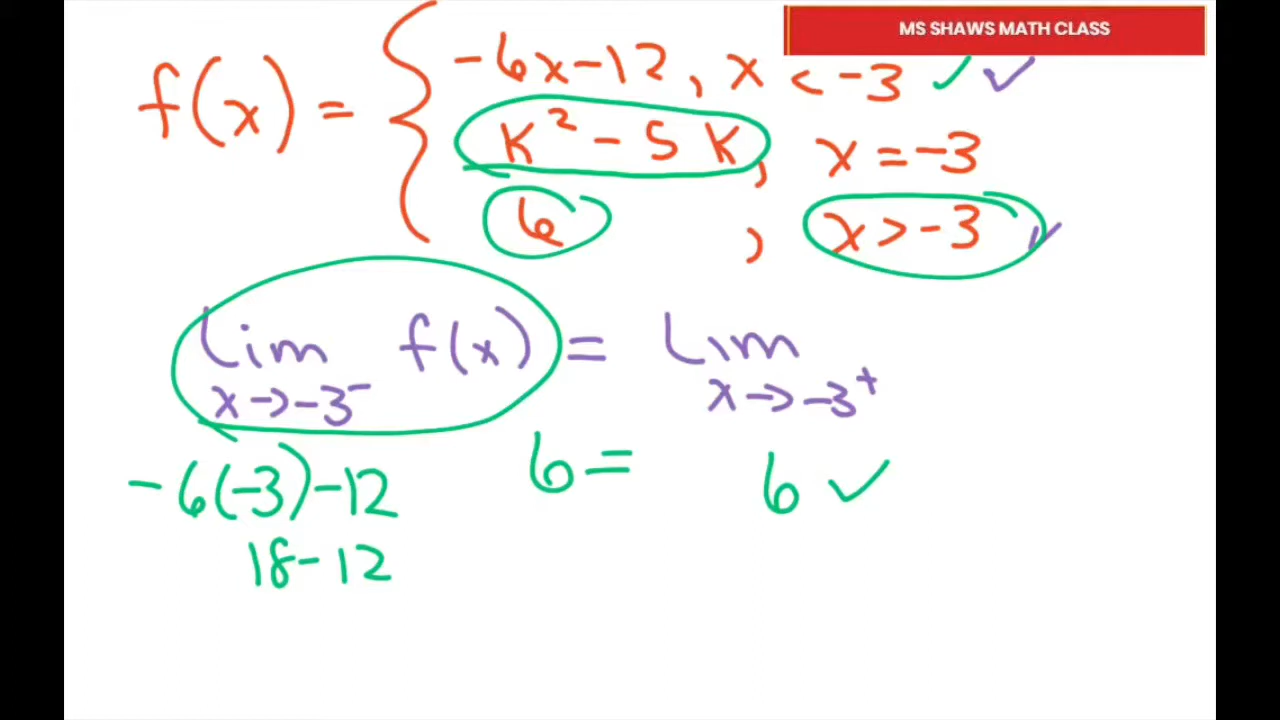 MS SHAWS MATH CLASS
f(x) = { -6x-12, x < -3 ✓ ✓
K² - 5K, x = -3
6, x > -3 ✓
lim f(x) = lim
x→-3⁻ x→-3⁺
-6(-3)-12 6 = 6 ✓
18-12